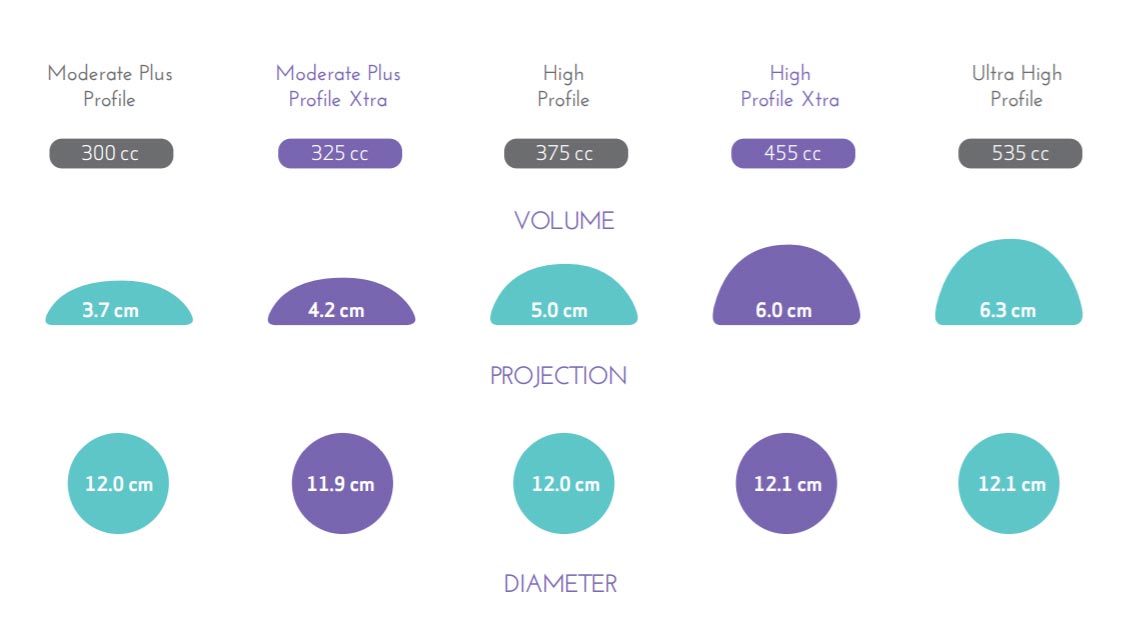 Moderate Plus
Profile
Moderate Plus
Profile Xtra
High
Profile
High
Profile Xtra
Ultra High
Profile
300 cc
325 cc
375 cc
455 cc
535 cc
VOLUME
3.7 cm
4.2 cm
5.0 cm
6.0 cm
6.3 cm
PROJECTION
12.0 cm
11.9 cm
12.0 cm
12.1 cm
12.1 cm
DIAMETER